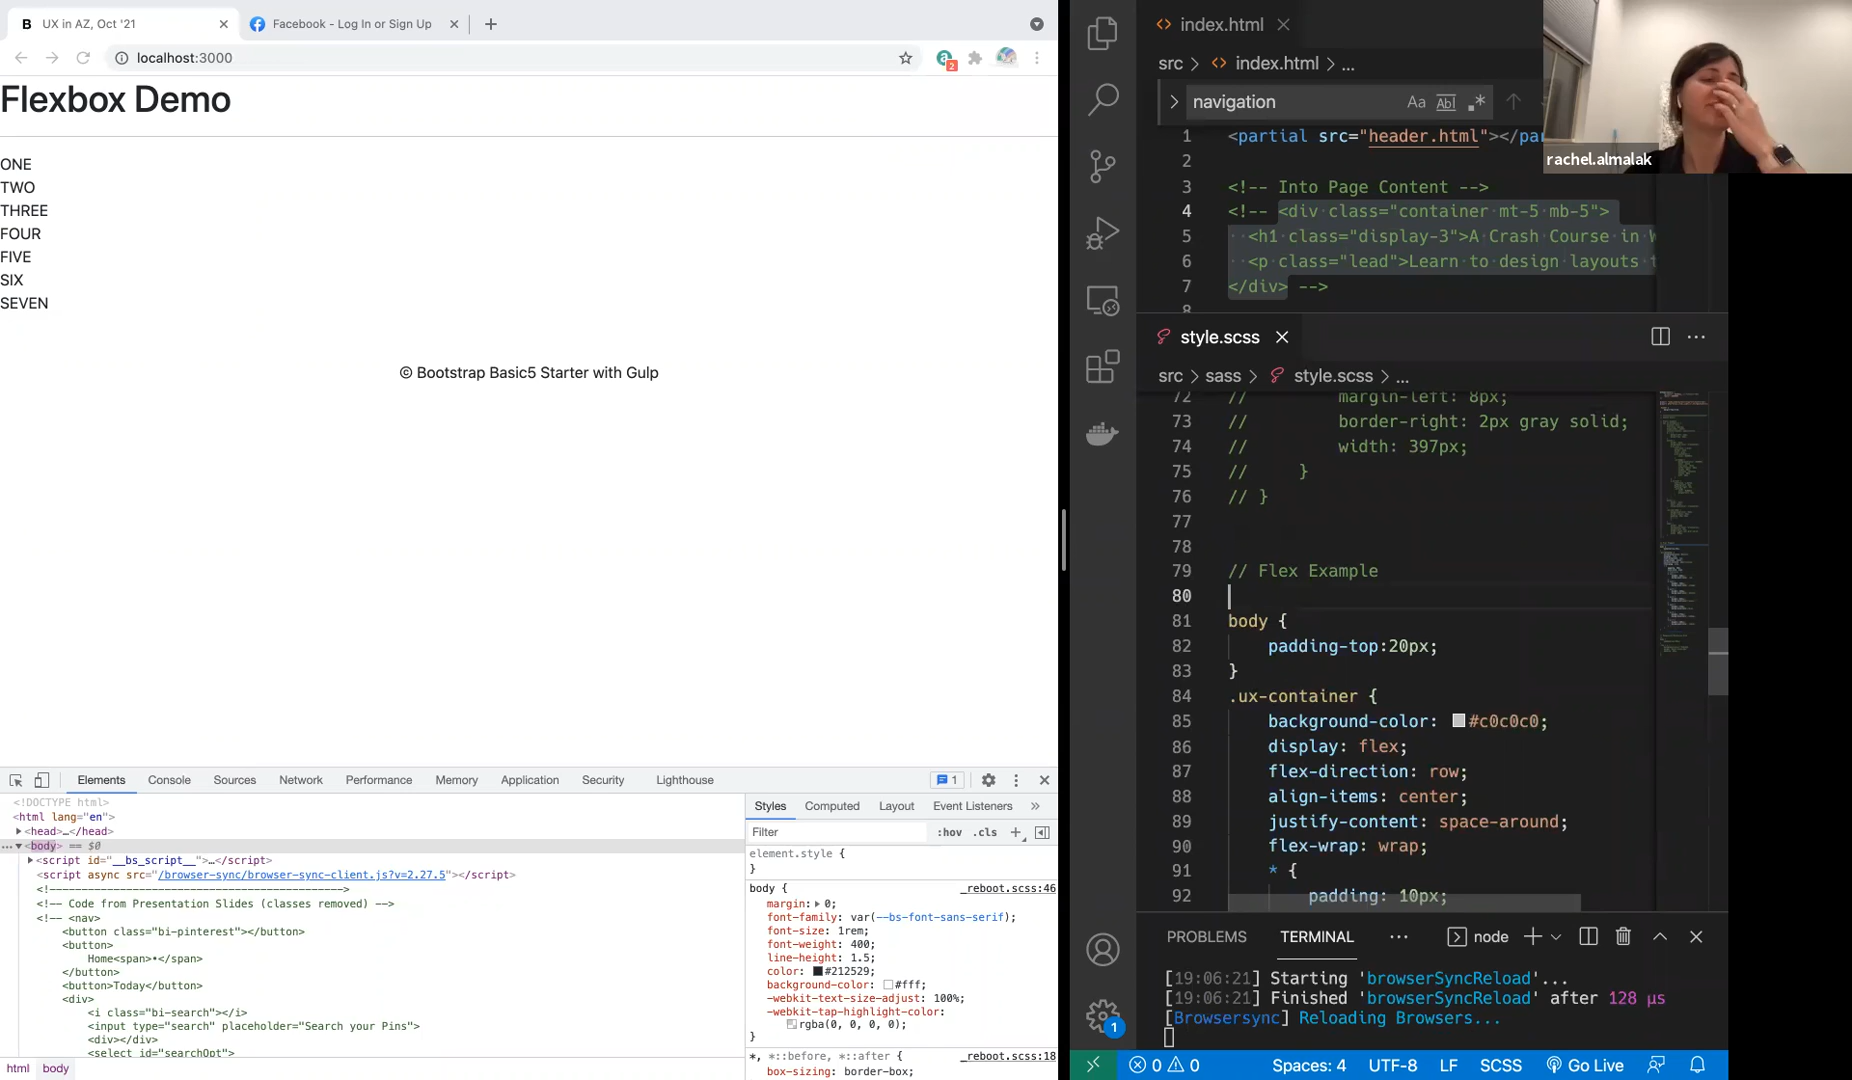 B UX in AZ, Oct '21
Facebook - Log In or Sign Up
localhost:3000
2
Flexbox Demo
ONE
TWO
THREE
FOUR
FIVE
SIX
SEVEN
© Bootstrap Basic5 Starter with Gulp
Elements Console Sources Network Performance Memory Application Security Lighthouse 1
<!DOCTYPE html>
<html lang="en">
<head>…</head>
… <body> == $0
<script id="__bs_script__">…</script>
<script async src="/browser-sync/browser-sync-client.js?v=2.27.5"></script>
<!-- Code from Presentation Slides (classes removed) -->
<!-- <nav>
<button class="bi-pinterest"></button>
<button>
Home<span>•</span>
</button>
<button>Today</button>
<div>
<i class="bi-search"></i>
<input type="search" placeholder="Search your Pins">
<div></div>
<select id="searchOpt">
html body
Styles Computed Layout Event Listeners »
Filter :hov .cls +
element.style {
}
body { _reboot.scss:46
margin: 0;
font-family: var(--bs-font-sans-serif);
font-size: 1rem;
font-weight: 400;
line-height: 1.5;
color: #212529;
background-color: #fff;
-webkit-text-size-adjust: 100%;
-webkit-tap-highlight-color:
rgba(0, 0, 0, 0);
}
*, *::before, *::after { _reboot.scss:18
box-sizing: border-box;
index.html
src > index.html > ...
navigation Aa Abl .*
1 <partial src="header.html"></par
2
3 <!-- Into Page Content -->
4 <!-- <div class="container mt-5 mb-5">
5 <h1 class="display-3">A Crash Course in W
6 <p class="lead">Learn to design layouts t
7 </div> -->
8
rachel.almalak
style.scss
src > sass > style.scss > ...
72 // margin-left: 8px;
73 // border-right: 2px gray solid;
74 // width: 397px;
75 // }
76 // }
77
78
79 // Flex Example
80
81 body {
82 padding-top:20px;
83 }
84 .ux-container {
85 background-color: #c0c0c0;
86 display: flex;
87 flex-direction: row;
88 align-items: center;
89 justify-content: space-around;
90 flex-wrap: wrap;
91 * {
92 padding: 10px;
PROBLEMS TERMINAL ... node
[19:06:21] Starting 'browserSyncReload'...
[19:06:21] Finished 'browserSyncReload' after 128 μs
[Browsersync] Reloading Browsers...
1
0 0 Spaces: 4 UTF-8 LF SCSS Go Live